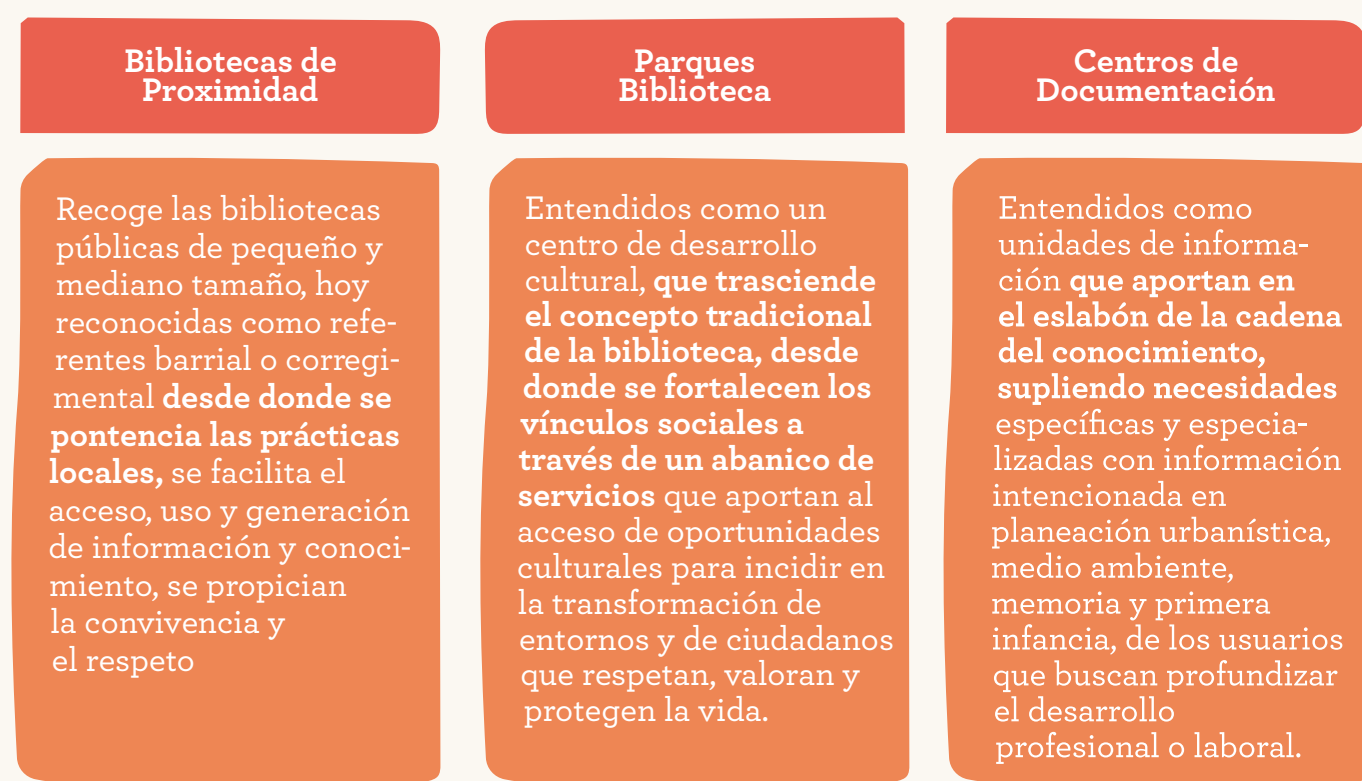 Bibliotecas de
Proximidad
Recoge las bibliotecas
públicas de pequeño y
mediano tamaño, hoy
reconocidas como refe-
rentes barrial o corregi-
mental desde donde se
pontencia las prácticas
locales, se facilita el
acceso, uso y generación
de información y conoci-
miento, se propician
la convivencia y
el respeto
Parques
Biblioteca
Entendidos como un
centro de desarrollo
cultural, que trasciende
el concepto tradicional
de la biblioteca, desde
donde se fortalecen los
vínculos sociales a
través de un abanico de
servicios que aportan al
acceso de oportunidades
culturales para incidir en
la transformación de
entornos y de ciudadanos
que respetan, valoran y
protegen la vida.
Centros de
Documentación
Entendidos como
unidades de informa-
ción que aportan en
el eslabón de la cadena
del conocimiento,
supliendo necesidades
específicas y especia-
lizadas con información
intencionada en
planeación urbanística,
medio ambiente,
memoria y primera
infancia, de los usuarios
que buscan profundizar
el desarrollo
profesional o laboral.